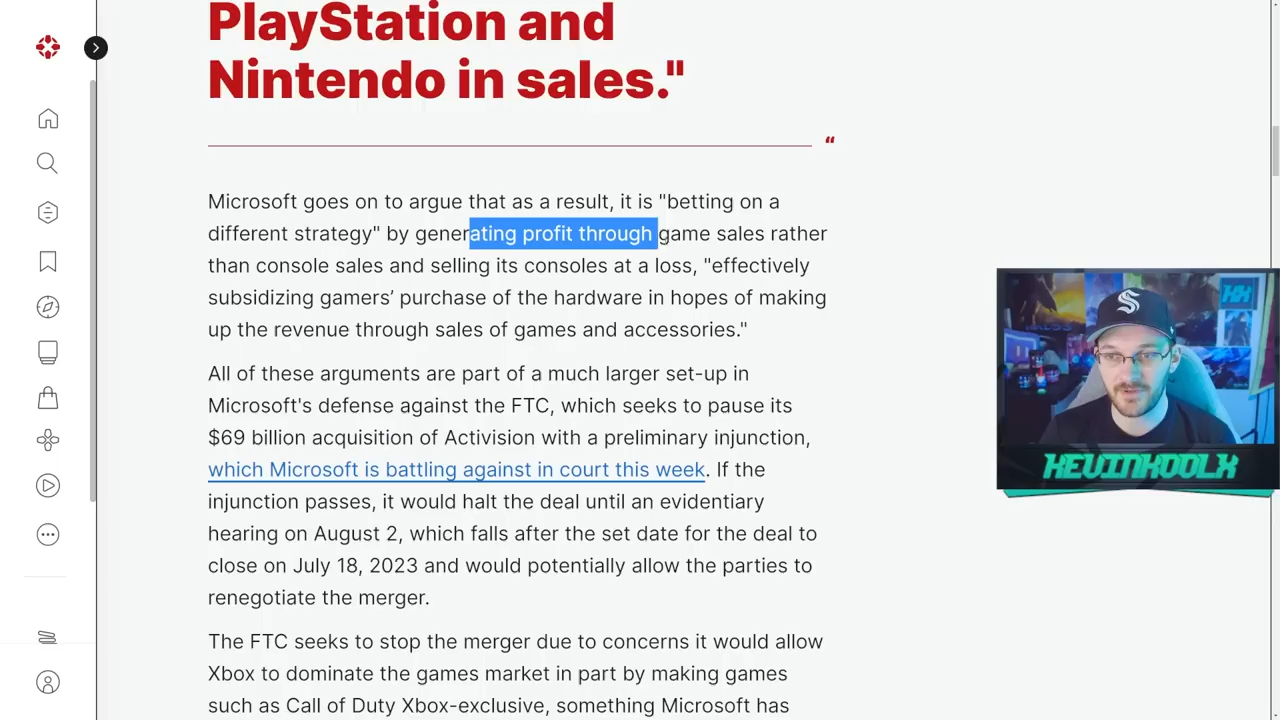 PlayStation and
Nintendo in sales."
“
Microsoft goes on to argue that as a result, it is "betting on a
different strategy" by generating profit through game sales rather
than console sales and selling its consoles at a loss, "effectively
subsidizing gamers’ purchase of the hardware in hopes of making
up the revenue through sales of games and accessories."
All of these arguments are part of a much larger set-up in
Microsoft's defense against the FTC, which seeks to pause its
$69 billion acquisition of Activision with a preliminary injunction,
which Microsoft is battling against in court this week. If the
injunction passes, it would halt the deal until an evidentiary
hearing on August 2, which falls after the set date for the deal to
close on July 18, 2023 and would potentially allow the parties to
renegotiate the merger.
The FTC seeks to stop the merger due to concerns it would allow
Xbox to dominate the games market in part by making games
such as Call of Duty Xbox-exclusive, something Microsoft has
KEVINKOOLX